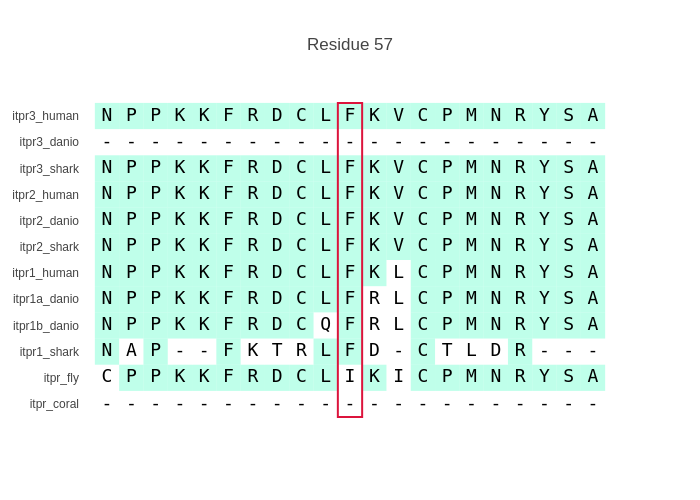 Residue 57
itpr3_human N P P K K F R D C L F K V C P M N R Y S A
itpr3_danio - - - - - - - - - - - - - - - - - - - - -
itpr3_shark N P P K K F R D C L F K V C P M N R Y S A
itpr2_human N P P K K F R D C L F K V C P M N R Y S A
itpr2_danio N P P K K F R D C L F K V C P M N R Y S A
itpr2_shark N P P K K F R D C L F K V C P M N R Y S A
itpr1_human N P P K K F R D C L F K L C P M N R Y S A
itpr1a_danio N P P K K F R D C L F R L C P M N R Y S A
itpr1b_danio N P P K K F R D C Q F R L C P M N R Y S A
itpr1_shark N A P - - F K T R L F D - C T L D R - - -
itpr_fly C P P K K F R D C L I K I C P M N R Y S A
itpr_coral - - - - - - - - - - - - - - - - - - - - -